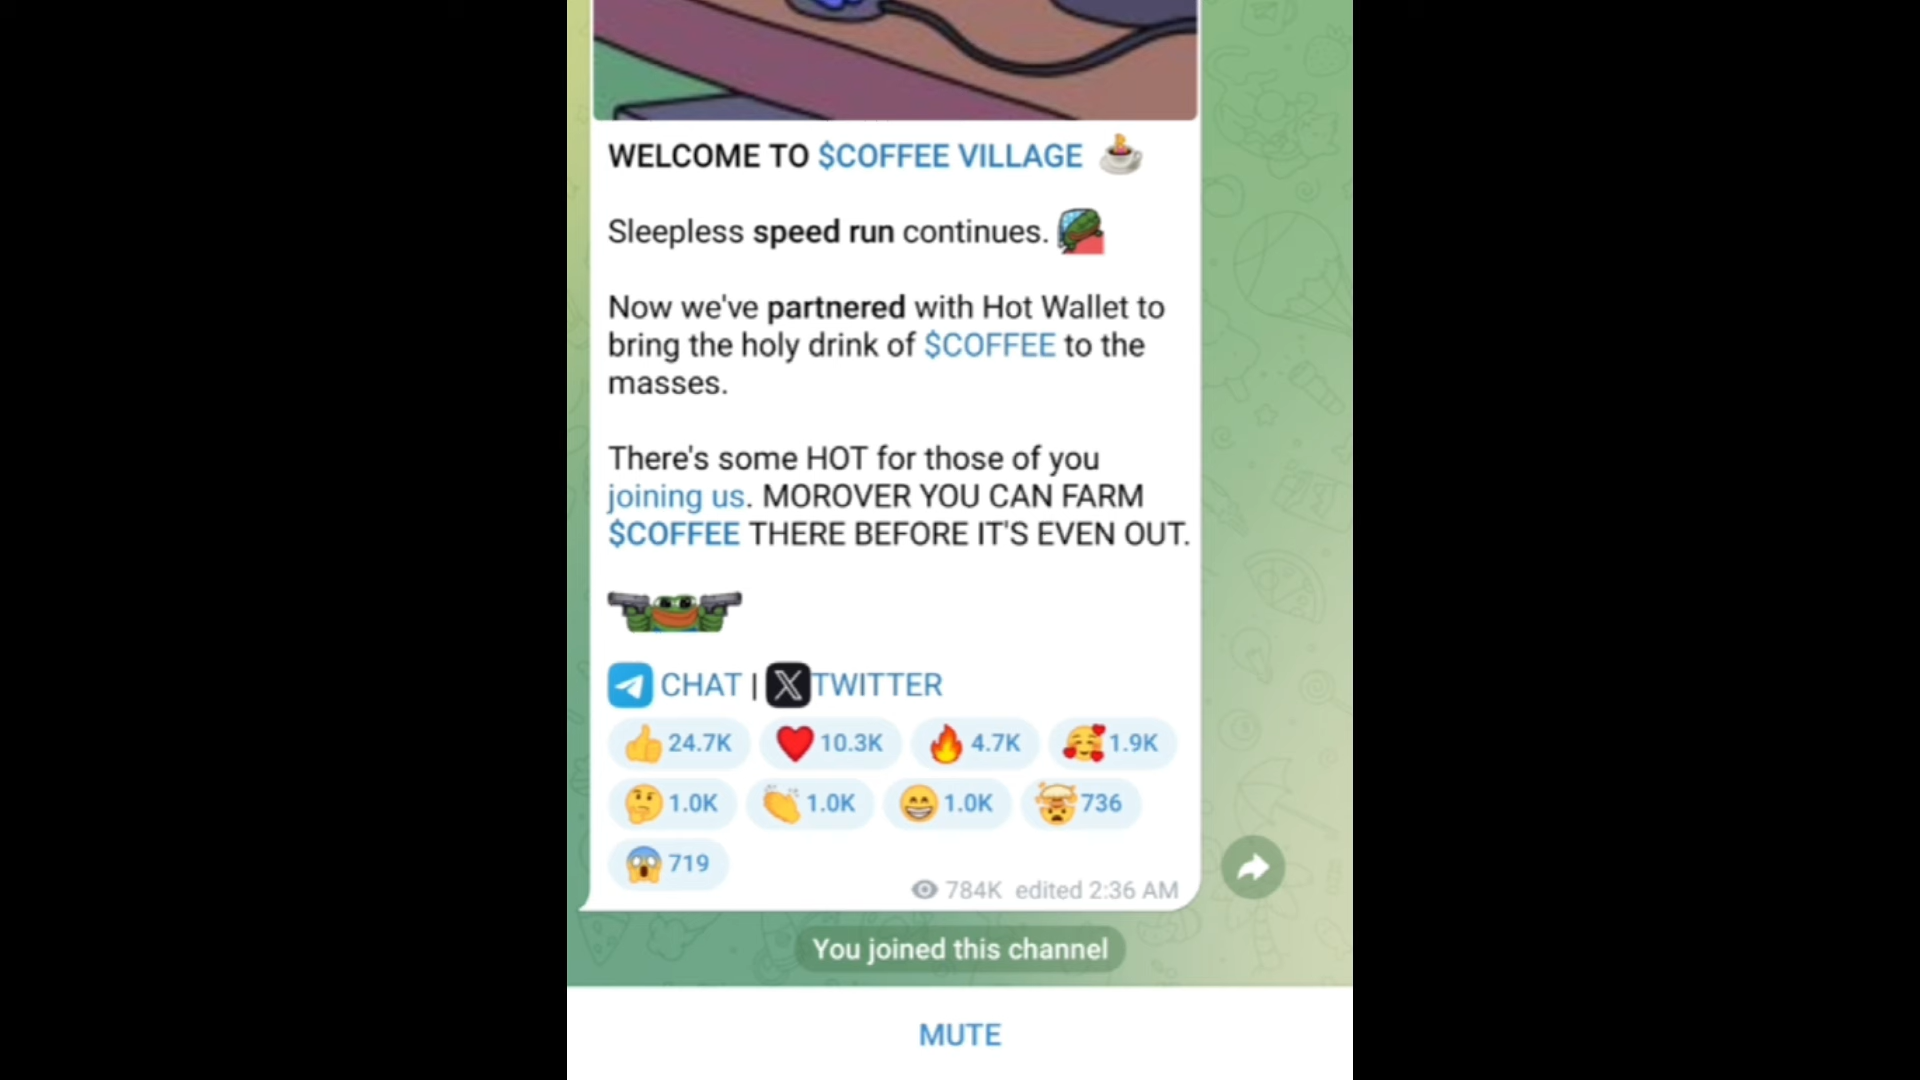 WELCOME TO $COFFEE VILLAGE
Sleepless speed run continues.
Now we've partnered with Hot Wallet to
bring the holy drink of $COFFEE to the
masses.
There's some HOT for those of you
joining us. MOROVER YOU CAN FARM
$COFFEE THERE BEFORE IT'S EVEN OUT.
CHAT | TWITTER
24.7K 10.3K 4.7K 1.9K
1.0K 1.0K 1.0K 736
719
784K edited 2:36 AM
You joined this channel
MUTE